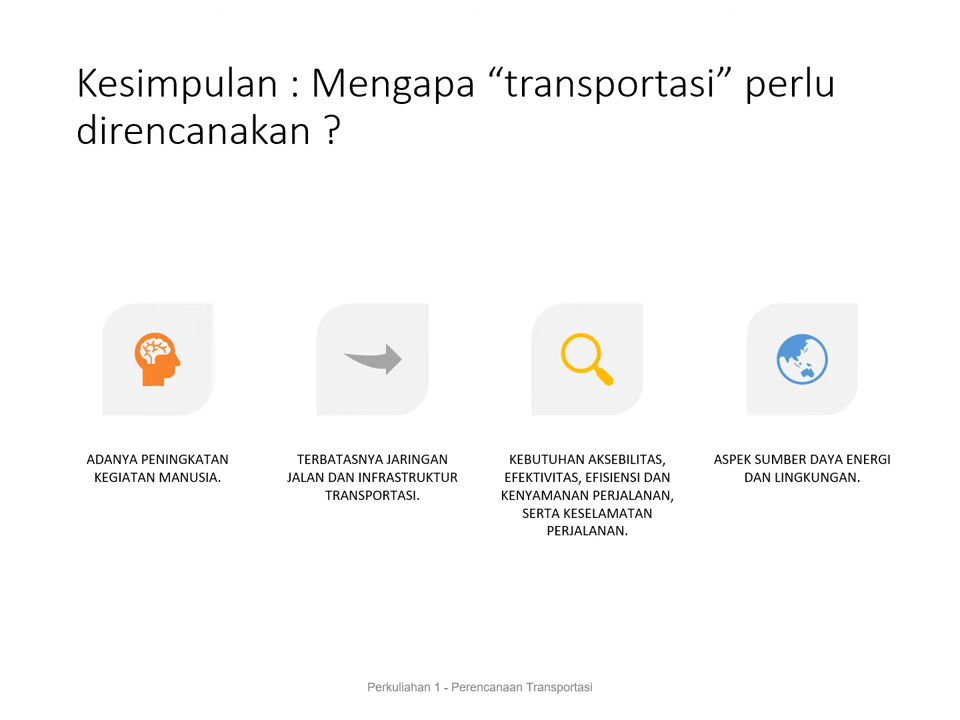 Kesimpulan : Mengapa “transportasi” perlu
direncanakan ?
ADANYA PENINGKATAN
KEGIATAN MANUSIA.
TERBATASNYA JARINGAN
JALAN DAN INFRASTRUKTUR
TRANSPORTASI.
KEBUTUHAN AKSEBILITAS,
EFEKTIVITAS, EFISIENSI DAN
KENYAMANAN PERJALANAN,
SERTA KESELAMATAN
PERJALANAN.
ASPEK SUMBER DAYA ENERGI
DAN LINGKUNGAN.
Perkuliahan 1 - Perencanaan Transportasi